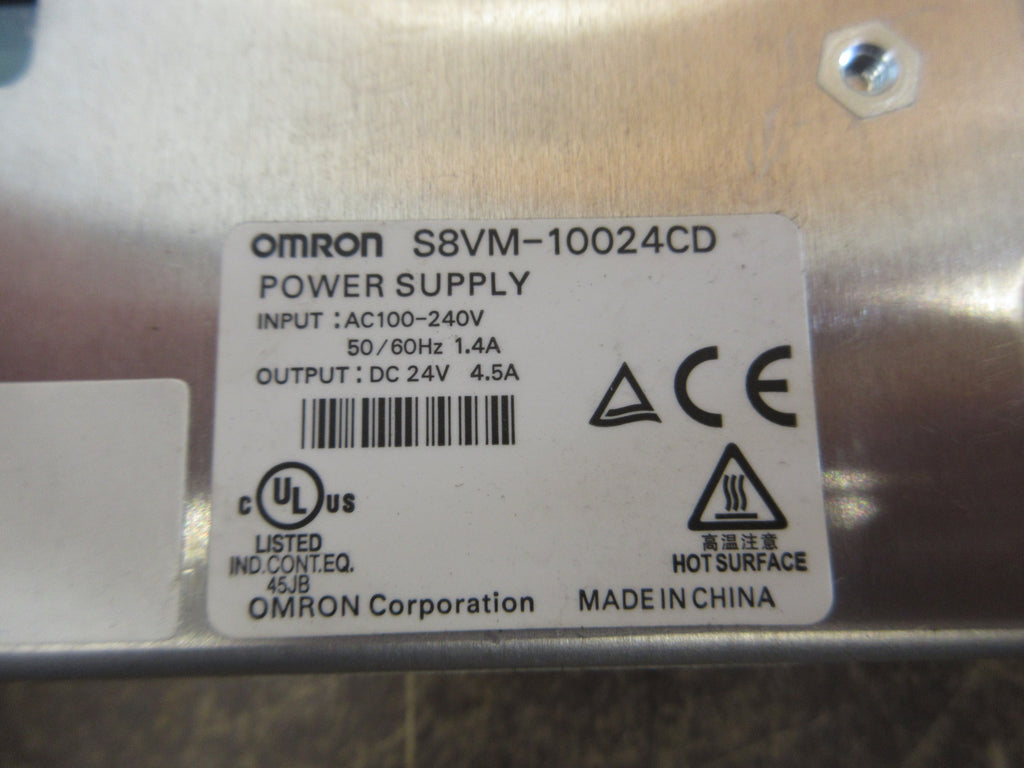 OMRON S8VM-10024CD
POWER SUPPLY
INPUT : AC100-240V
50/60Hz 1.4A
OUTPUT : DC 24V 4.5A
CE
C UL US
LISTED
IND.CONT.EQ.
45JB
高温注意
HOT SURFACE
OMRON Corporation MADE IN CHINA